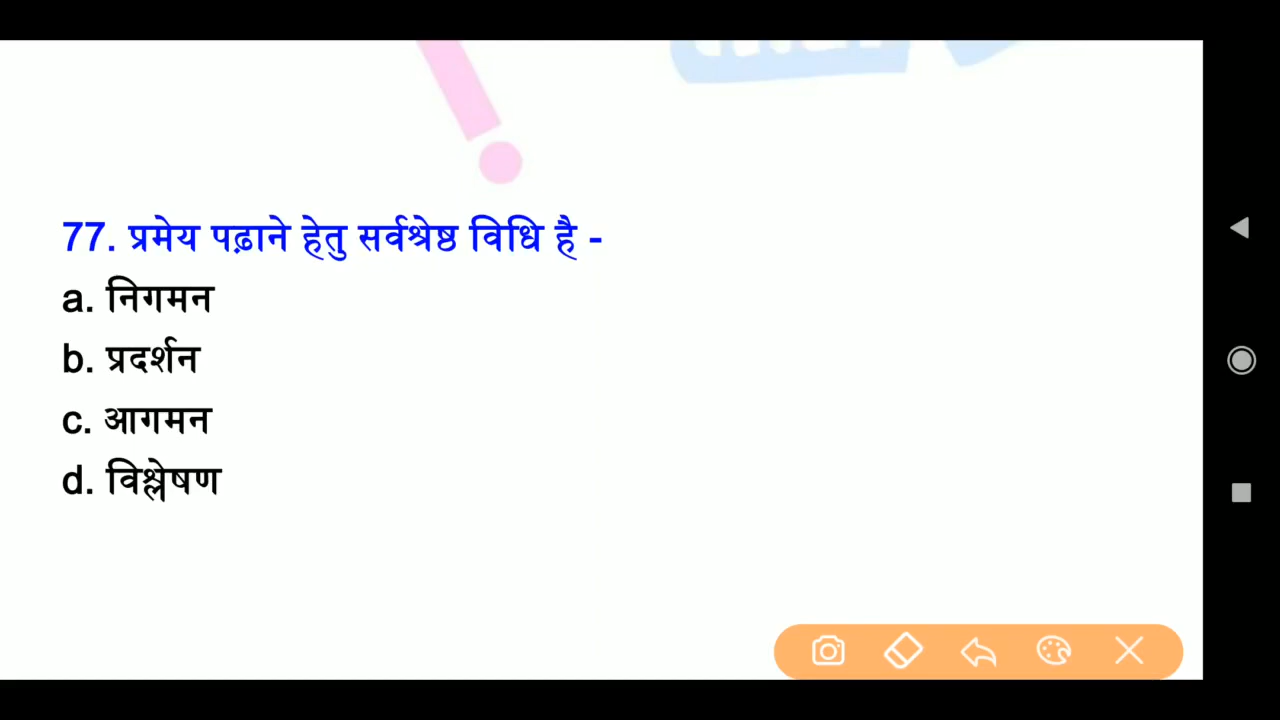 77. प्रमेय पढ़ाने हेतु सर्वश्रेष्ठ विधि है -
a. निगमन
b. प्रदर्शन
c. आगमन
d. विश्लेषण